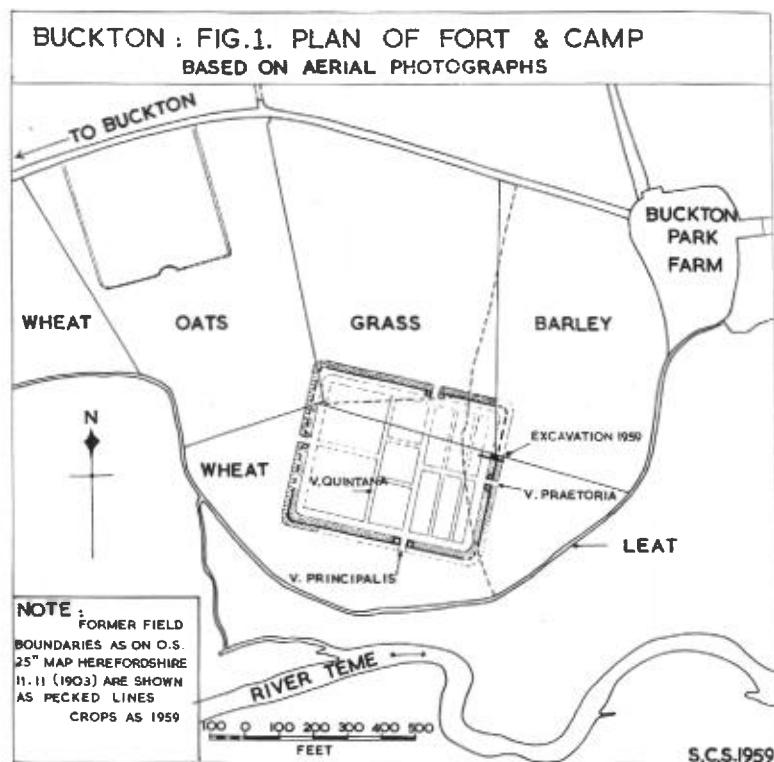 BUCKTON : FIG.1. PLAN OF FORT & CAMP
BASED ON AERIAL PHOTOGRAPHS
TO BUCKTON
BUCKTON
PARK
FARM
WHEAT
OATS
GRASS
BARLEY
N
EXCAVATION 1959
WHEAT
V. QUINTANA
V. PRAETORIA
LEAT
V. PRINCIPALIS
NOTE :
FORMER FIELD
BOUNDARIES AS ON O.S.
25" MAP HEREFORDSHIRE
11.11 (1903) ARE SHOWN
AS PECKED LINES
CROPS AS 1959
RIVER TEME
100 0 100 200 300 400 500
FEET
S.C.S.1959